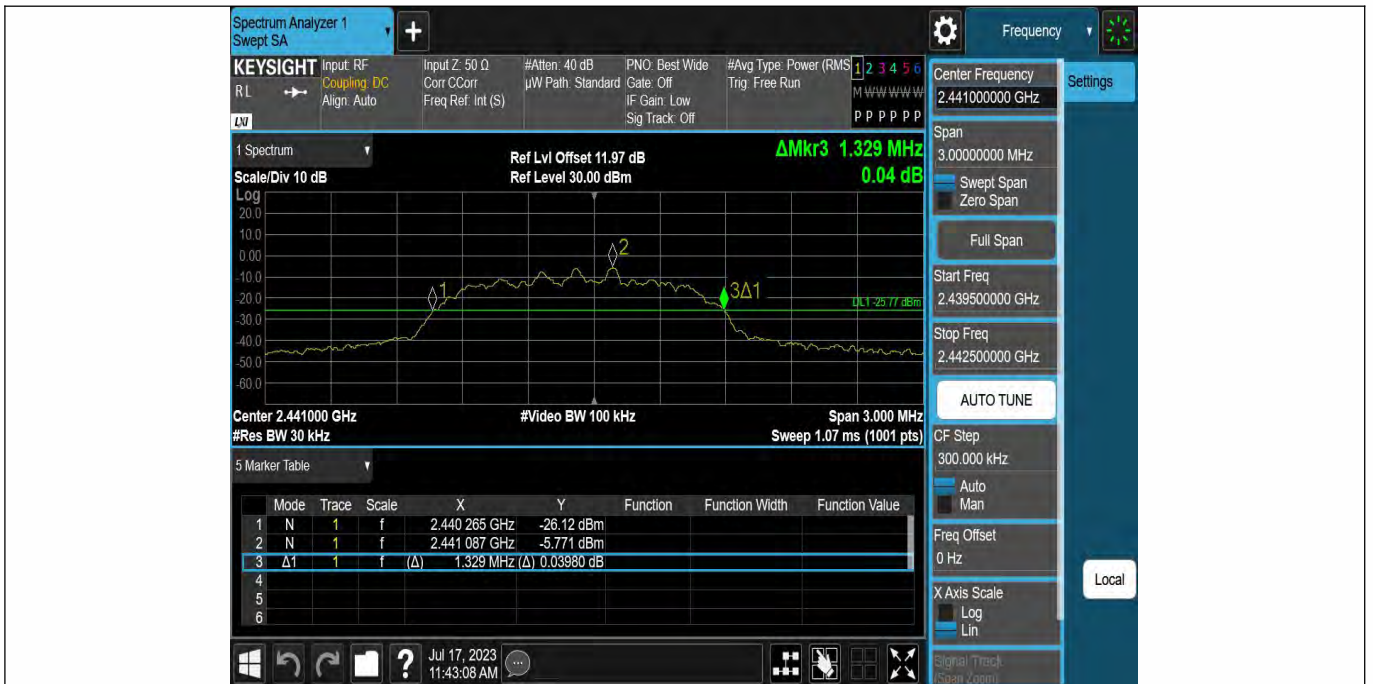 Spectrum Analyzer 1
Swept SA
+
Frequency
KEYSIGHT
RL
LXI
Input: RF
Coupling: DC
Align: Auto
Input Z: 50 Ω
Corr CCorr
Freq Ref: Int (S)
#Atten: 40 dB
µW Path: Standard
PNO: Best Wide
Gate: Off
IF Gain: Low
Sig Track: Off
#Avg Type: Power (RMS
Trig: Free Run
1 2 3 4 5 6
M W W W W W
P P P P P P
1 Spectrum
Scale/Div 10 dB
Ref Lvl Offset 11.97 dB
Ref Level 30.00 dBm
ΔMkr3 1.329 MHz
0.04 dB
Log
20.0
10.0
0.00
-10.0
-20.0
-30.0
-40.0
-50.0
-60.0
1
2
3Δ1
DL1 -25.77 dBm
Center 2.441000 GHz
#Video BW 100 kHz
Span 3.000 MHz
#Res BW 30 kHz
Sweep 1.07 ms (1001 pts)
5 Marker Table
Mode Trace Scale X Y Function Function Width Function Value
1 N 1 f 2.440 265 GHz -26.12 dBm
2 N 1 f 2.441 087 GHz -5.771 dBm
3 Δ1 1 f (Δ) 1.329 MHz (Δ) 0.03980 dB
4
5
6
?
Jul 17, 2023
11:43:08 AM
Center Frequency
2.441000000 GHz
Settings
Span
3.00000000 MHz
Swept Span
Zero Span
Full Span
Start Freq
2.439500000 GHz
Stop Freq
2.442500000 GHz
AUTO TUNE
CF Step
300.000 kHz
Auto
Man
Freq Offset
0 Hz
X Axis Scale
Log
Lin
Signal Track
(Span Zoom)
Local